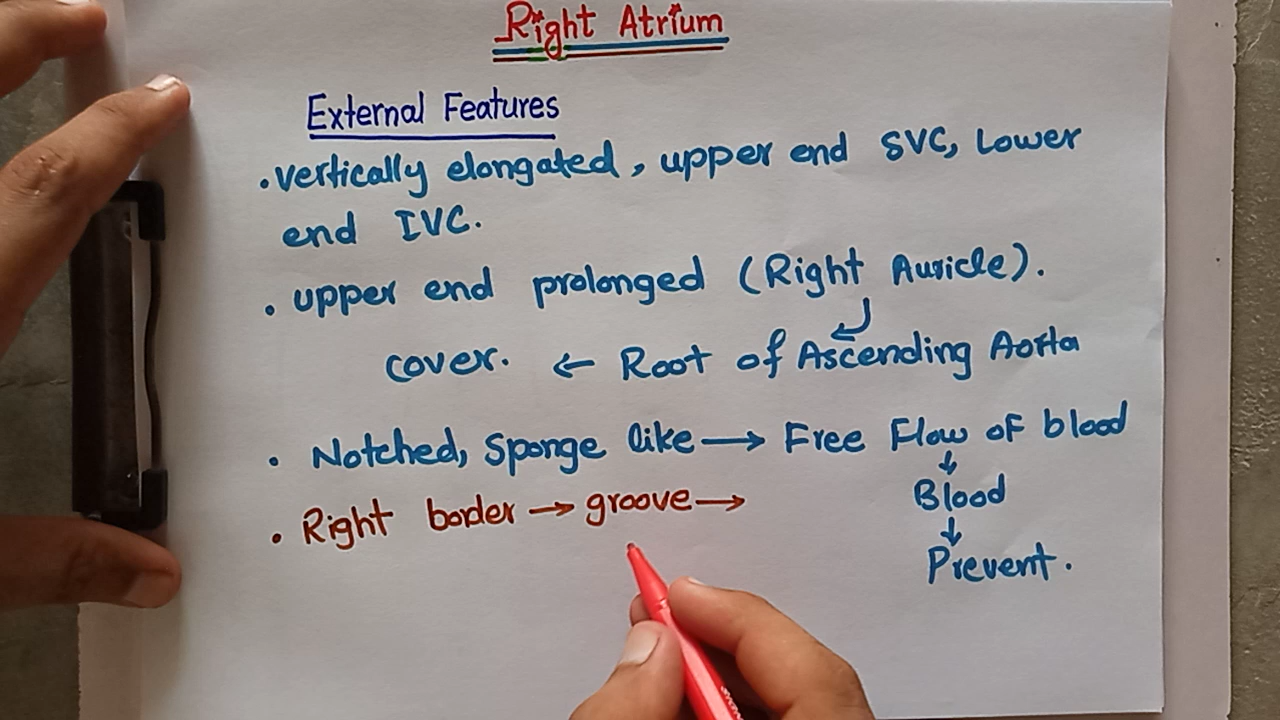 Right Atrium
External Features
• vertically elongated, upper end SVC, Lower
end IVC.
• upper end prolonged (Right Auricle).
cover. ← Root of Ascending Aorta
• Notched, Sponge like → Free Flow of blood
↓
Blood
• Right border → groove →
↓
Prevent.